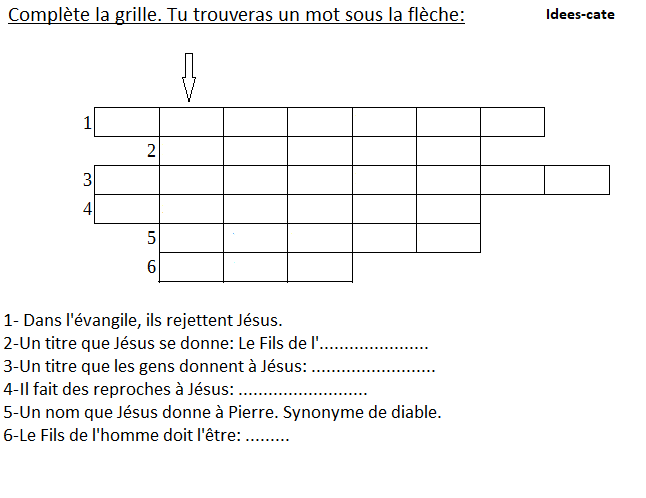 Complète la grille. Tu trouveras un mot sous la flèche: Idees-cate
1
2
3
4
5
6
1- Dans l'évangile, ils rejettent Jésus.
2-Un titre que Jésus se donne: Le Fils de l'.......................
3-Un titre que les gens donnent à Jésus: ..........................
4-Il fait des reproches à Jésus: ...........................
5-Un nom que Jésus donne à Pierre. Synonyme de diable.
6-Le Fils de l'homme doit l'être: .........